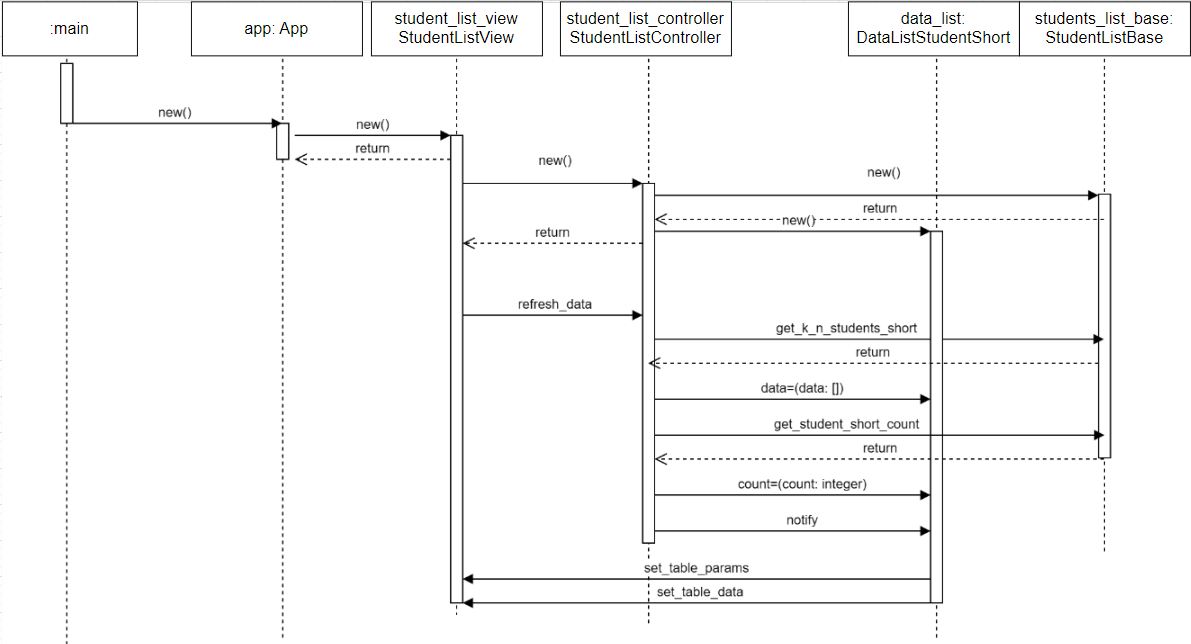 :main
app: App
student_list_view
StudentListView
student_list_controller
StudentListController
data_list:
DataListStudentShort
students_list_base:
StudentListBase
new()
new()
return
new()
new()
return
new()
return
refresh_data
get_k_n_students_short
return
data=(data: [])
get_student_short_count
return
count=(count: integer)
notify
set_table_params
set_table_data